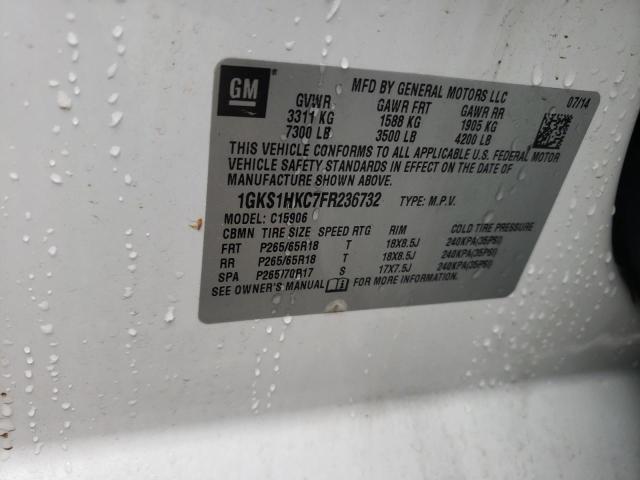 GM
MFD BY GENERAL MOTORS LLC 07/14
GVWR GAWR FRT GAWR RR
3311 KG 1588 KG 1905 KG
7300 LB 3500 LB 4200 LB
THIS VEHICLE CONFORMS TO ALL APPLICABLE U.S. FEDERAL MOTOR
VEHICLE SAFETY STANDARDS IN EFFECT ON THE DATE OF
MANUFACTURE SHOWN ABOVE.
1GKS1HKC7FR236732 TYPE: M.P.V.
MODEL: C15906
CBMN TIRE SIZE SPEED RTG RIM COLD TIRE PRESSURE
FRT P265/65R18 T 18X8.5J 240KPA(35PSI)
RR P265/65R18 T 18X8.5J 240KPA(35PSI)
SPA P265/70R17 S 17X7.5J 240KPA(35PSI)
SEE OWNER'S MANUAL FOR MORE INFORMATION.